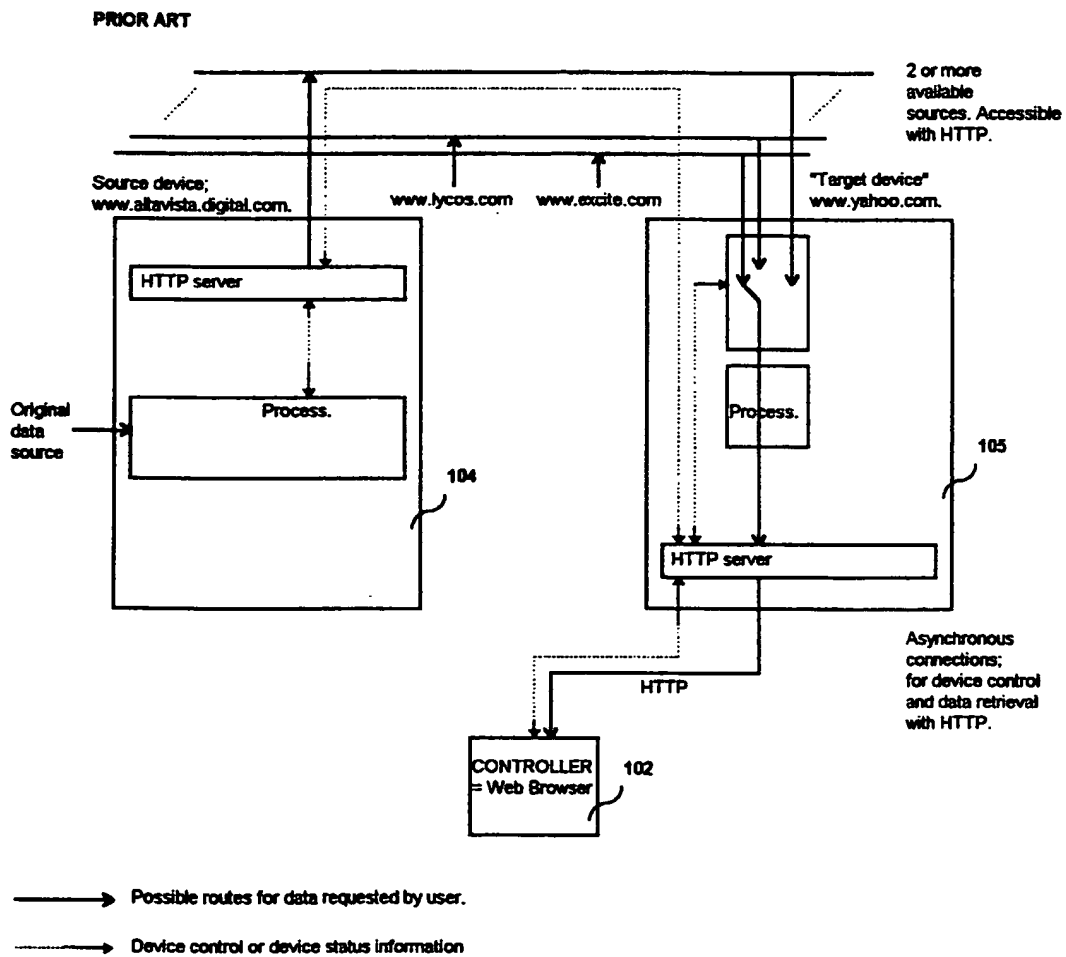 PRIOR ART
2 or more
available
sources. Accessible
with HTTP.
Source device;
www.altavista.digital.com.
www.lycos.com
www.excite.com
"Target device"
www.yahoo.com.
HTTP server
Process.
Original
data
source
104
Process.
105
HTTP server
Asynchronous
connections;
for device control
and data retrieval
with HTTP.
HTTP
CONTROLLER
= Web Browser
102
Possible routes for data requested by user.
Device control or device status information